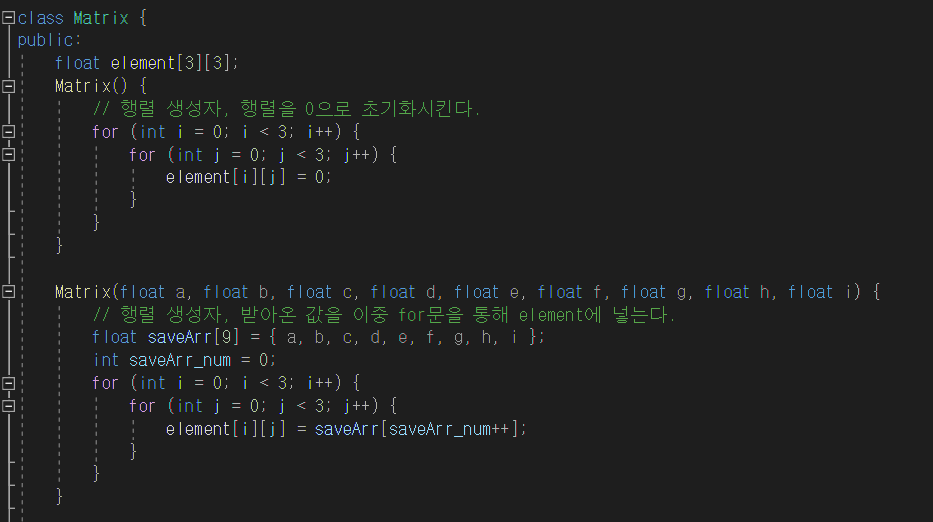 class Matrix {
public:
float element[3][3];
Matrix() {
// 행렬 생성자, 행렬을 0으로 초기화시킨다.
for (int i = 0; i < 3; i++) {
for (int j = 0; j < 3; j++) {
element[i][j] = 0;
}
}
}
Matrix(float a, float b, float c, float d, float e, float f, float g, float h, float i) {
// 행렬 생성자, 받아온 값을 이중 for문을 통해 element에 넣는다.
float saveArr[9] = { a, b, c, d, e, f, g, h, i };
int saveArr_num = 0;
for (int i = 0; i < 3; i++) {
for (int j = 0; j < 3; j++) {
element[i][j] = saveArr[saveArr_num++];
}
}
}